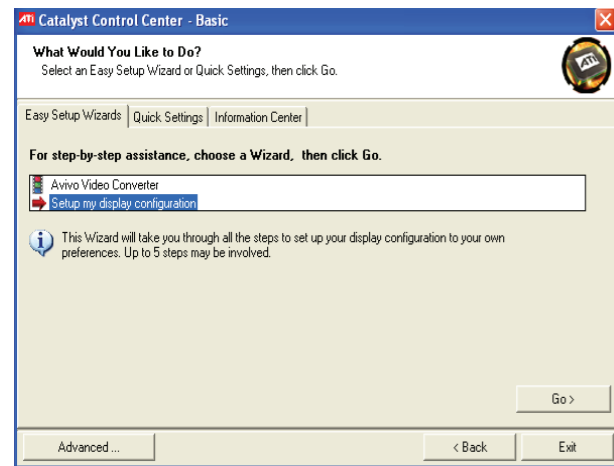 ATI Catalyst Control Center - Basic
What Would You Like to Do?
Select an Easy Setup Wizard or Quick Settings, then click Go.
ATI
Easy Setup Wizards Quick Settings Information Center
For step-by-step assistance, choose a Wizard, then click Go.
Avivo Video Converter
Setup my display configuration
This Wizard will take you through all the steps to set up your display configuration to your own
preferences. Up to 5 steps may be involved.
Go >
Advanced ... < Back Exit